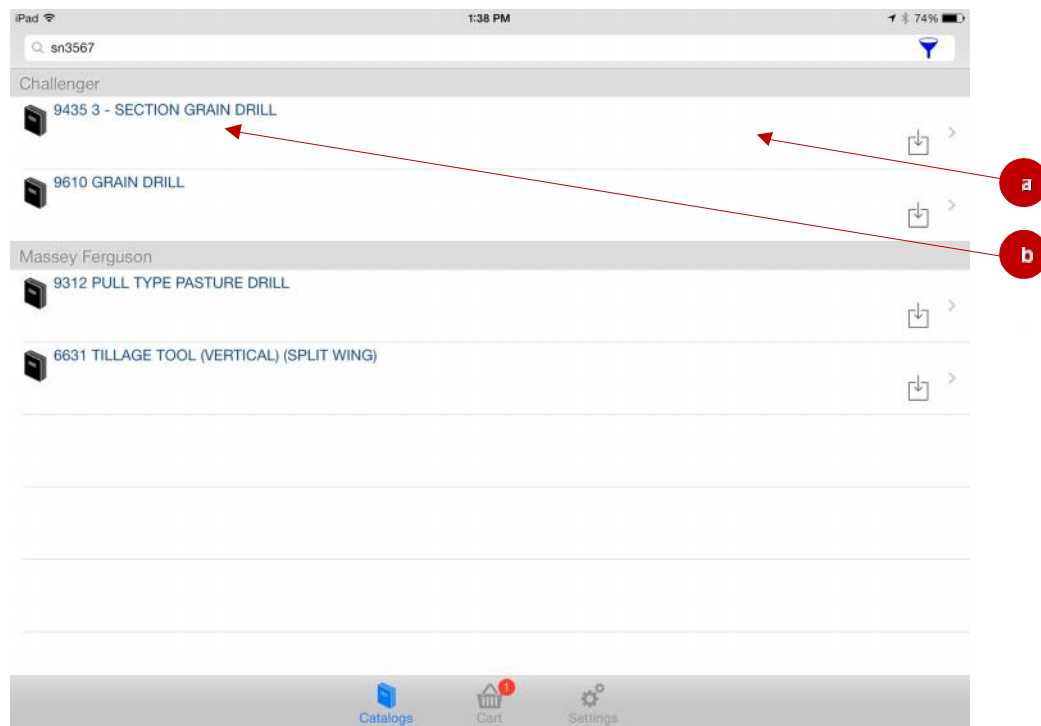 iPad 1:38 PM 74%
sn3567
Challenger
9435 3 - SECTION GRAIN DRILL
a
9610 GRAIN DRILL
b
Massey Ferguson
9312 PULL TYPE PASTURE DRILL
6631 TILLAGE TOOL (VERTICAL) (SPLIT WING)
1
Catalogs Cart Settings